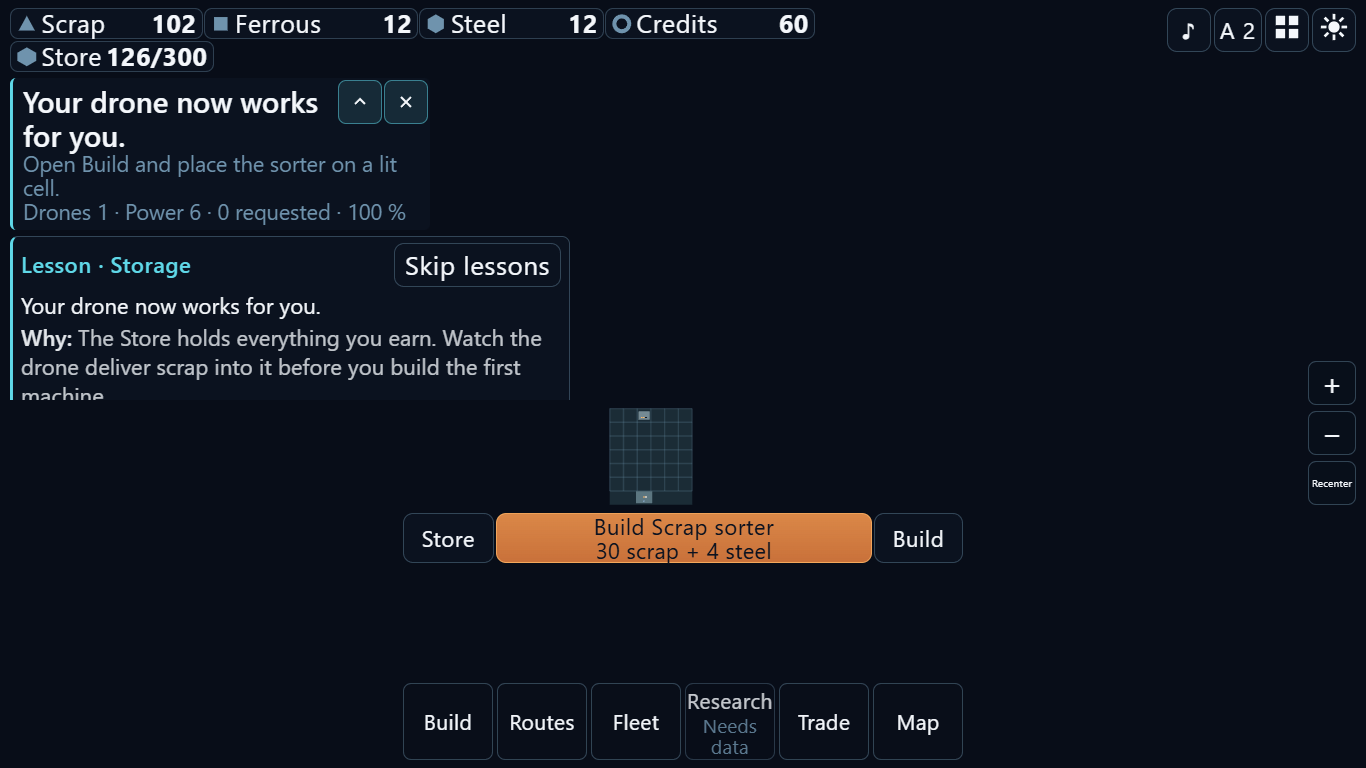 Scrap 102 Ferrous 12 Steel 12 Credits 60
A 2
Store 126/300
Your drone now works
for you.
Open Build and place the sorter on a lit
cell.
Drones 1 · Power 6 · 0 requested · 100 %
Lesson · Storage
Skip lessons
Your drone now works for you.
Why: The Store holds everything you earn. Watch the
drone deliver scrap into it before you build the first
machine
+
−
Recenter
Store
Build Scrap sorter
30 scrap + 4 steel
Build
Build
Routes
Fleet
Research
Needs
data
Trade
Map